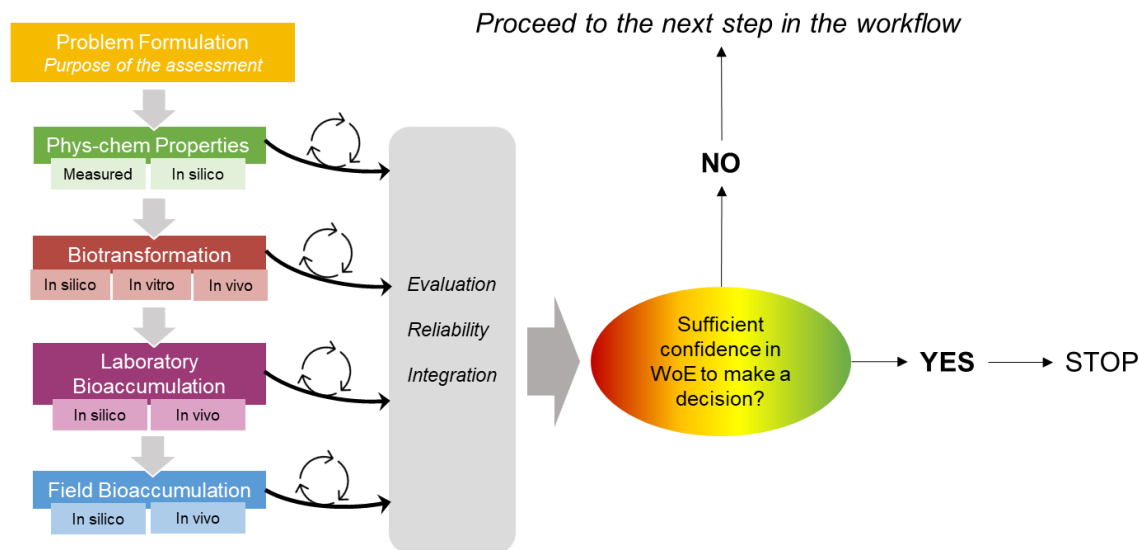 Proceed to the next step in the workflow
Problem Formulation
Purpose of the assessment
Phys-chem Properties
Measured
In silico
NO
Biotransformation
In silico
In vitro
In vivo
Evaluation
Reliability
Integration
Sufficient
confidence in
WoE to make a
decision?
YES
STOP
Laboratory
Bioaccumulation
In silico
In vivo
Field Bioaccumulation
In silico
In vivo